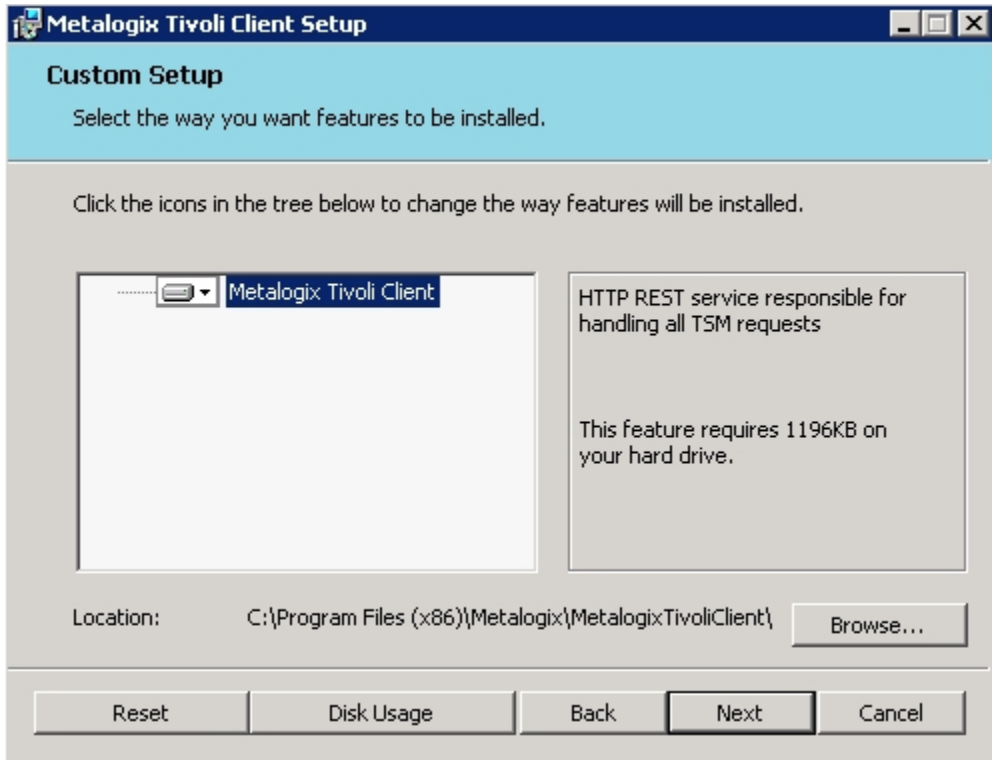 Metalogix Tivoli Client Setup
Custom Setup
Select the way you want features to be installed.
Click the icons in the tree below to change the way features will be installed.
Metalogix Tivoli Client
HTTP REST service responsible for
handling all TSM requests
This feature requires 1196KB on
your hard drive.
Location: C:\Program Files (x86)\Metalogix\MetalogixTivoliClient\ Browse...
Reset Disk Usage Back Next Cancel